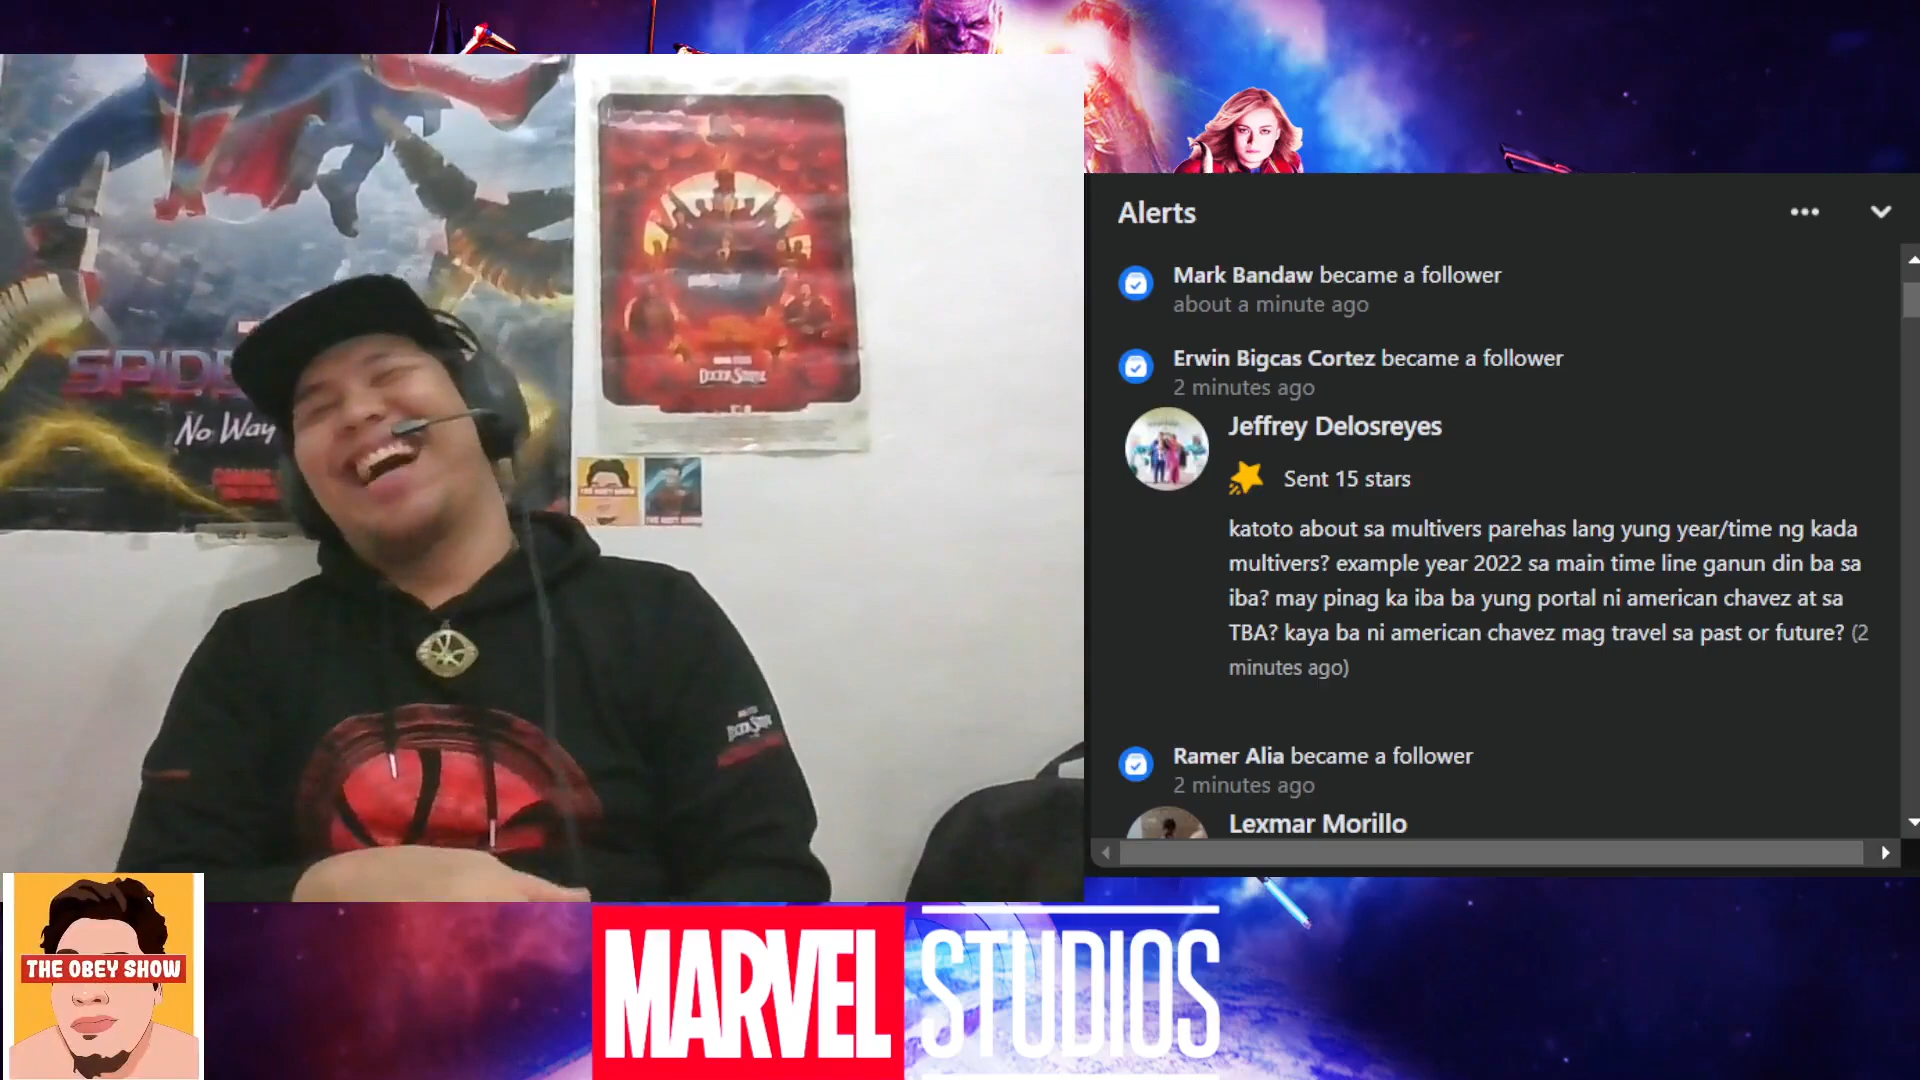 Alerts
Mark Bandaw became a follower
about a minute ago
Erwin Bigcas Cortez became a follower
2 minutes ago
Jeffrey Delosreyes
Sent 15 stars
katoto about sa multivers parehas lang yung year/time ng kada
multivers? example year 2022 sa main time line ganun din ba sa
iba? may pinag ka iba ba yung portal ni american chavez at sa
TBA? kaya ba ni american chavez mag travel sa past or future? (2
minutes ago)
Ramer Alia became a follower
2 minutes ago
Lexmar Morillo
SPIDE
No Way
THE OBEY SHOW
THE OBEY SHOW
MARVEL STUDIOS